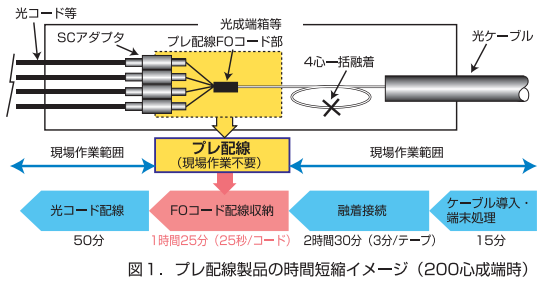 光コード等
光成端箱等
SCアダプタ
プレ配線FOコード部
光ケーブル
4心一括融着
プレ配線
（現場作業不要）
現場作業範囲
現場作業範囲
光コード配線
FOコード配線収納
融着接続
ケーブル導入・
端末処理
50分
1時間25分（25秒/コード）
2時間30分（3分/テープ）
15分
図1．プレ配線製品の時間短縮イメージ（200心成端時）